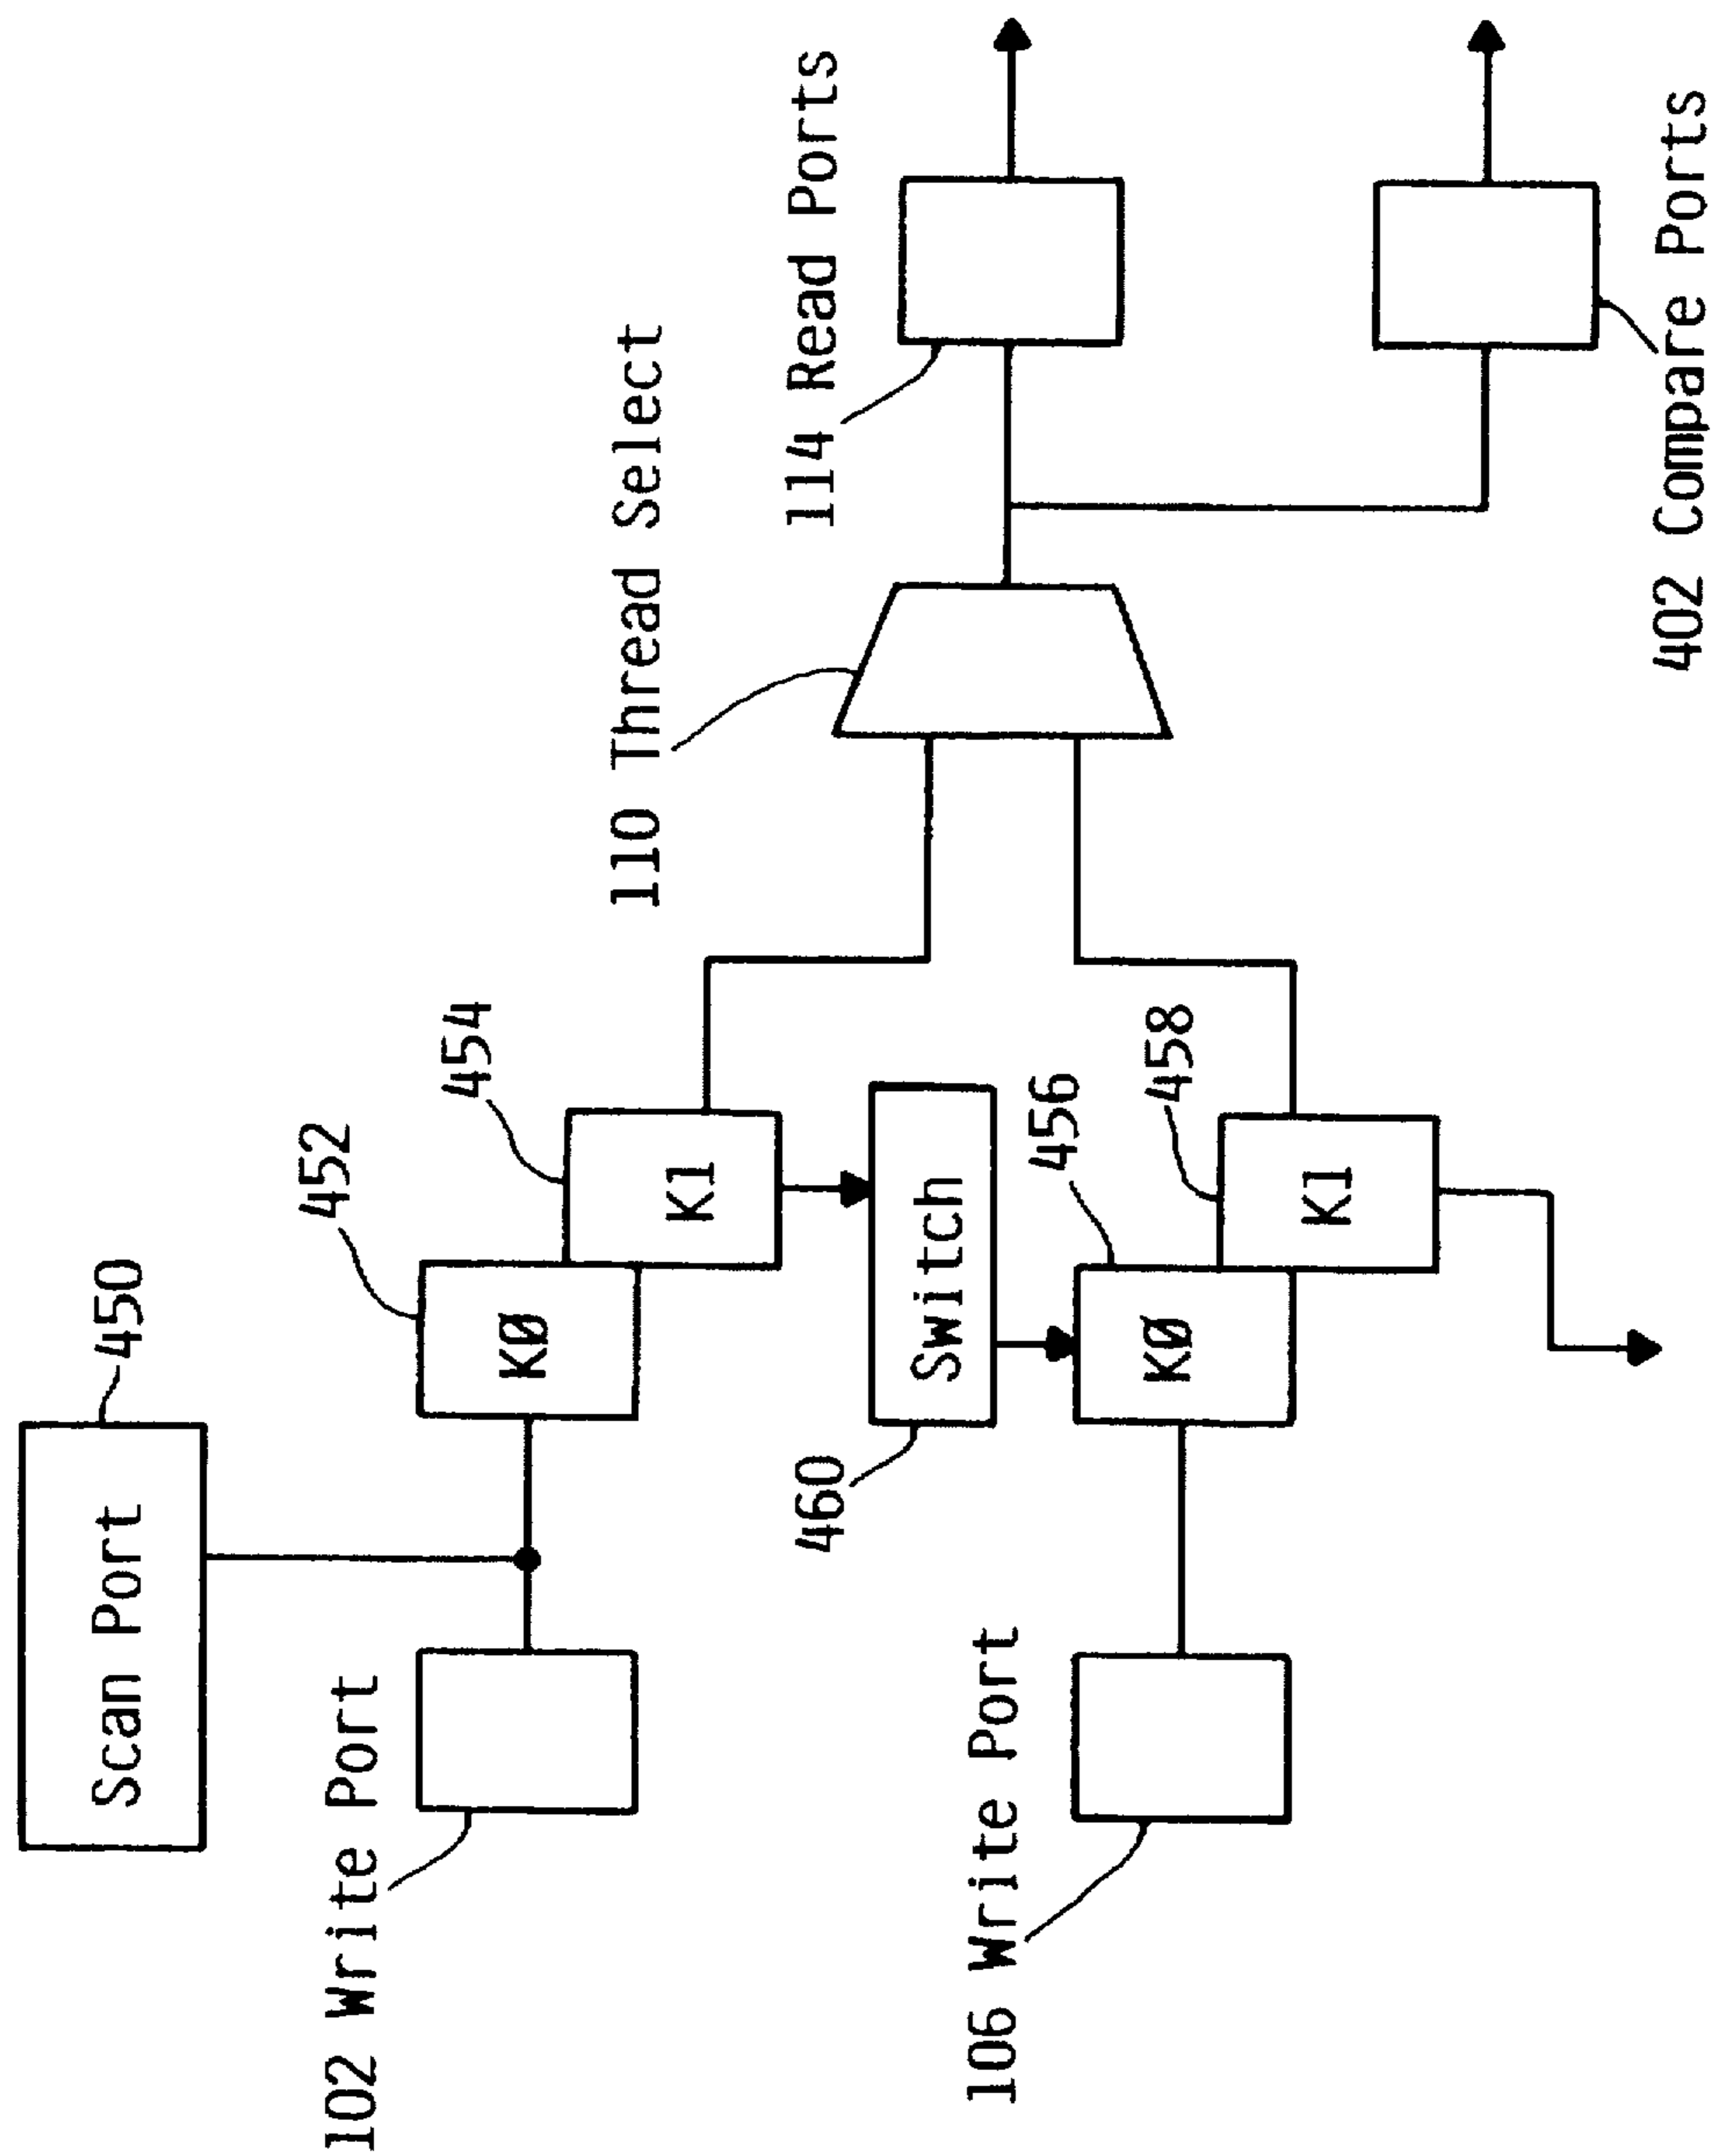 Scan Port
450
102 Write Port
452
KØ
454
K1
460
Switch
106 Write Port
456
KØ
458
K1
110 Thread Select
114 Read Ports
402 Compare Ports